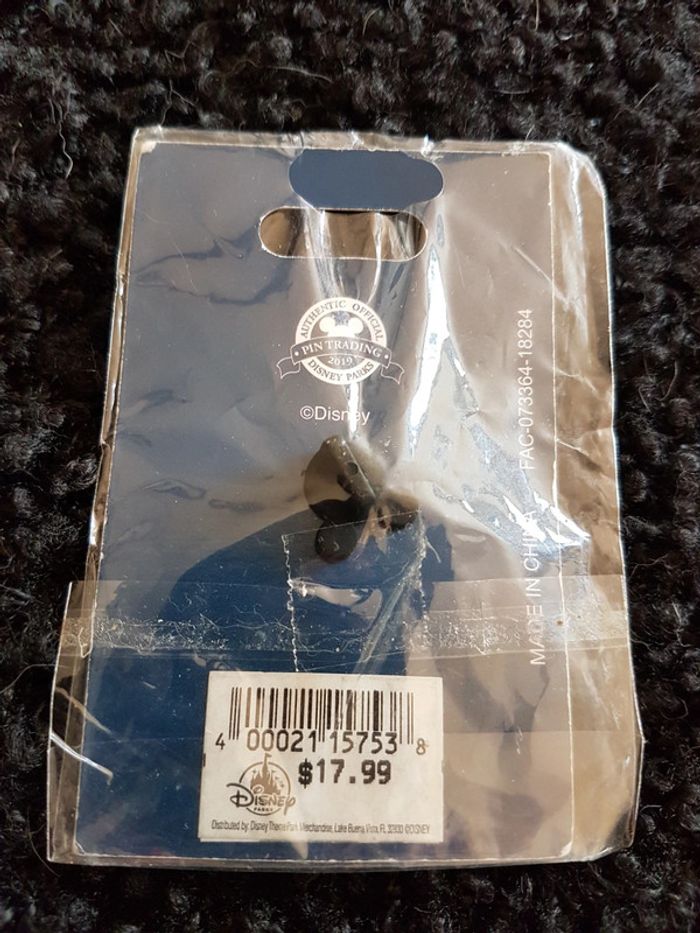 AUTHENTIC OFFICIAL
PIN TRADING
2019
DISNEY PARKS
©Disney
MADE IN CHINA
FAC-073364-18284
4 00021 15753 8
$17.99
Disney
PARKS
Distributed by: Disney Theme Park Merchandise, Lake Buena Vista, FL 32830 ©DISNEY